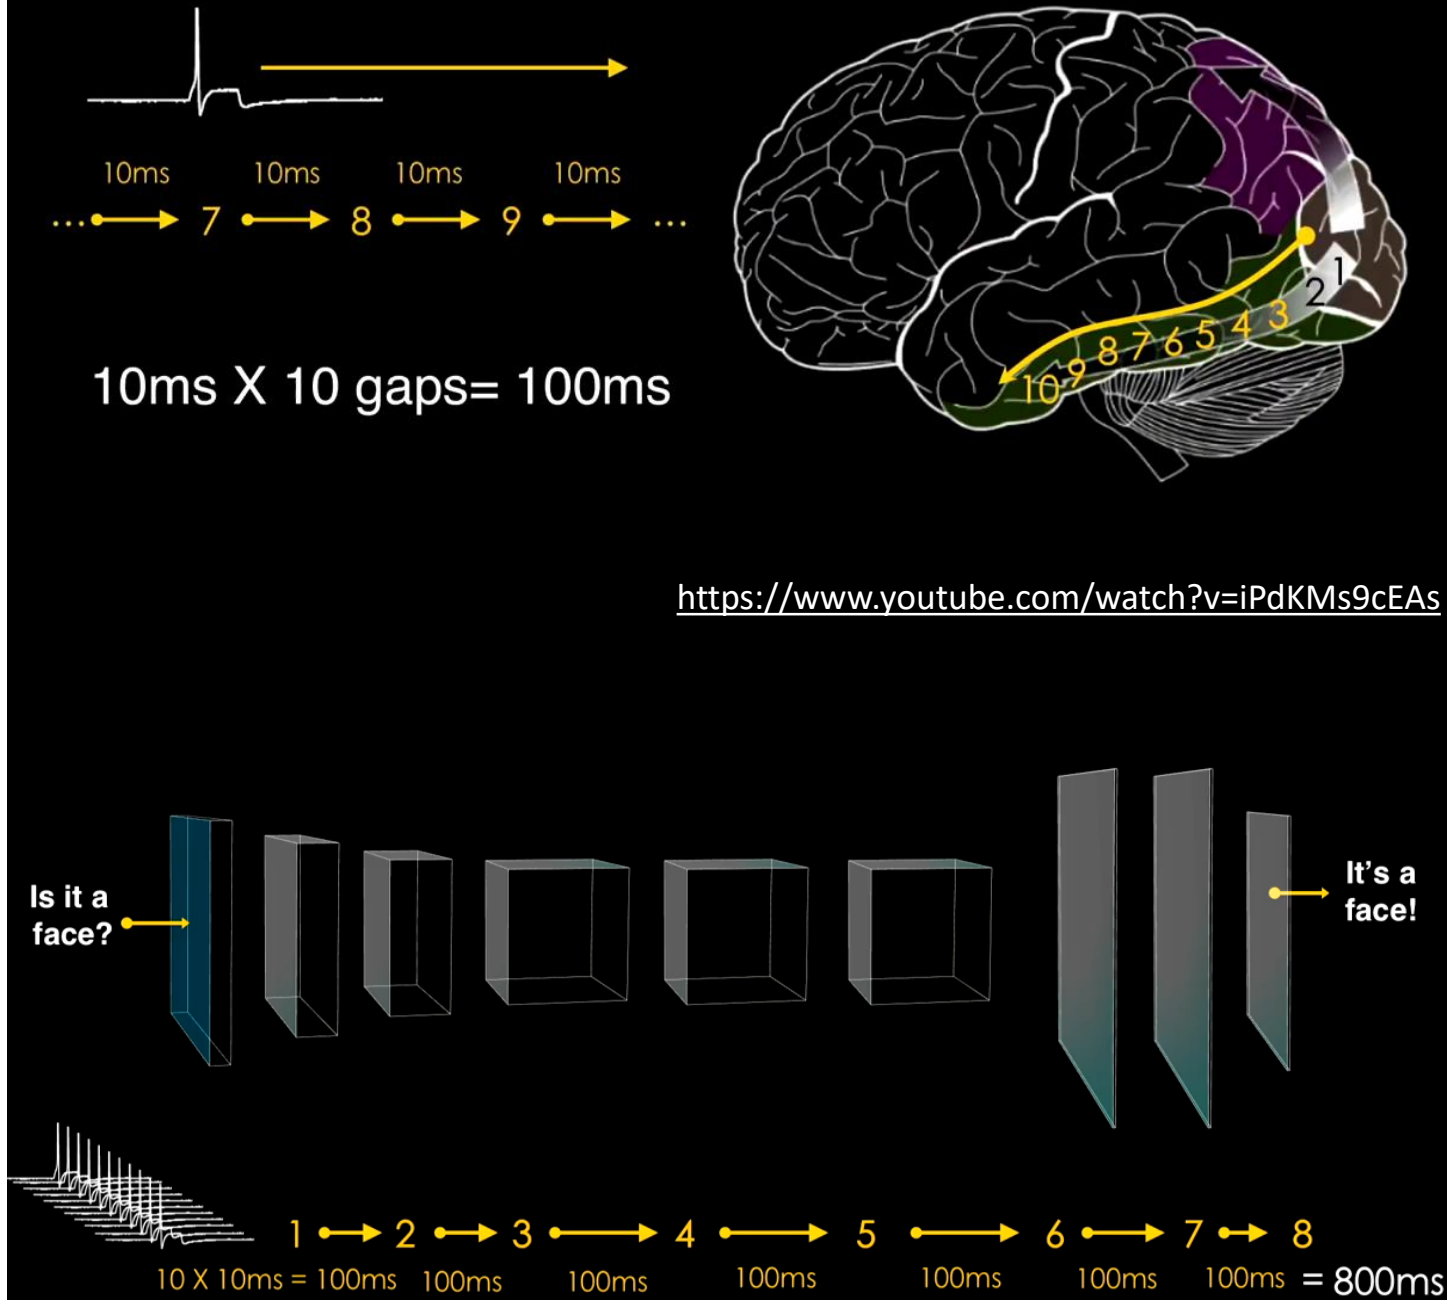 10ms 10ms 10ms 10ms
... 7 8 9 ...
10ms X 10 gaps= 100ms
1
2
3
4
5
6
7
8
9
10
https://www.youtube.com/watch?v=iPdKMs9cEAs
Is it a
face?
It's a
face!
1 2 3 4 5 6 7 8
10 X 10ms = 100ms 100ms 100ms 100ms 100ms 100ms 100ms = 800ms